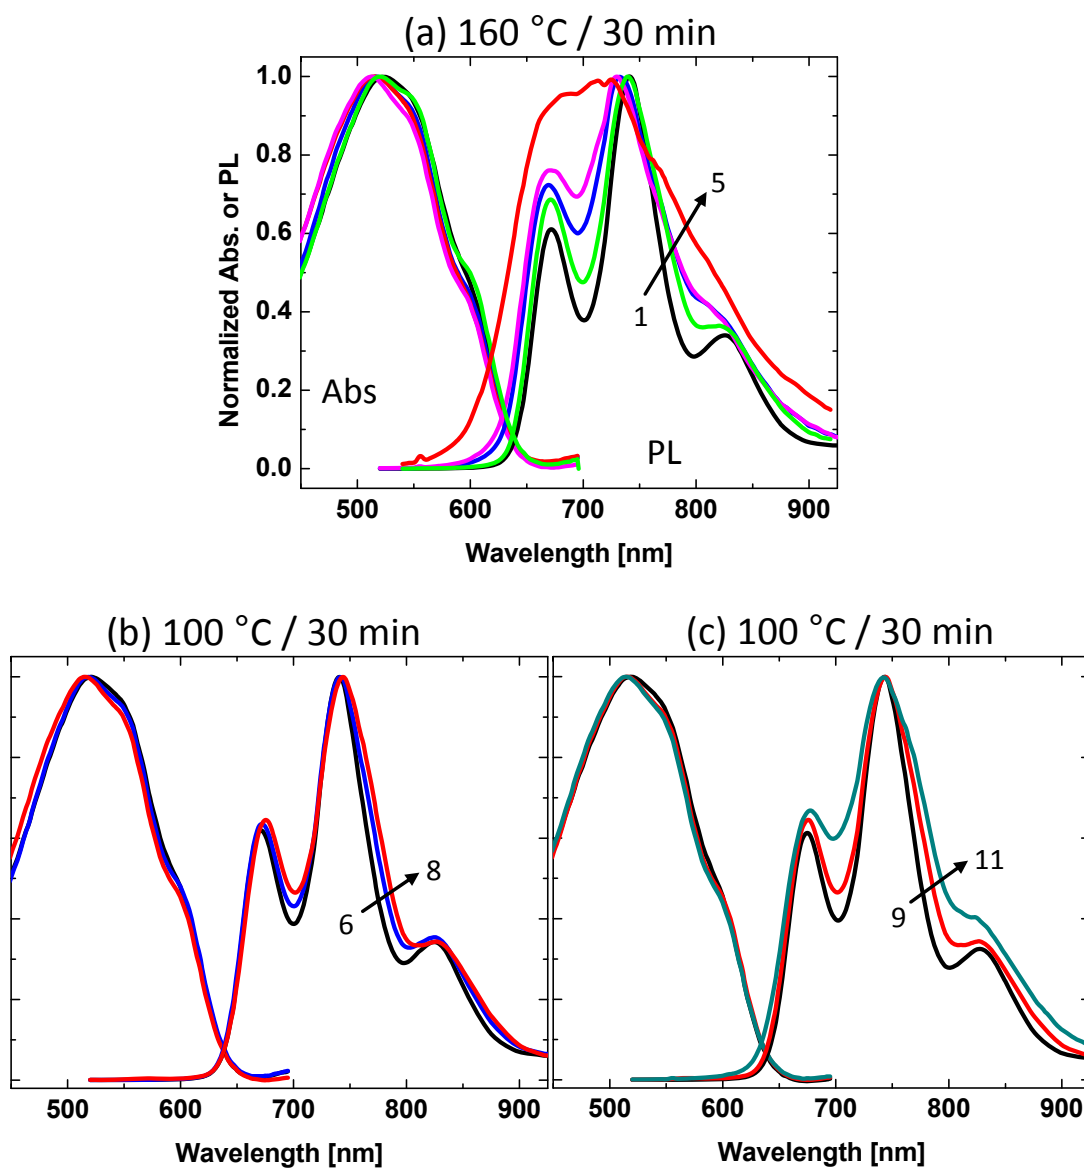 (a) 160 °C / 30 min
Normalized Abs. or PL
1.0
0.8
0.6
0.4
0.2
0.0
5
1
Abs
PL
500 600 700 800 900
Wavelength [nm]
(b) 100 °C / 30 min
8
6
500 600 700 800 900
Wavelength [nm]
(c) 100 °C / 30 min
11
9
500 600 700 800 900
Wavelength [nm]